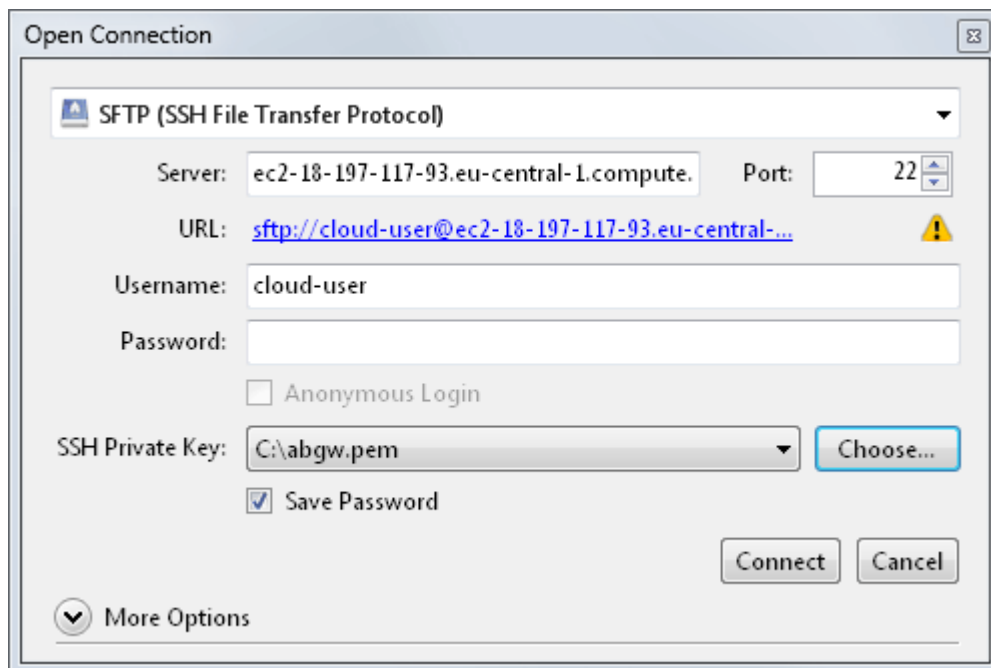 Open Connection
SFTP (SSH File Transfer Protocol)
Server: ec2-18-197-117-93.eu-central-1.compute. Port: 22
URL: sftp://cloud-user@ec2-18-197-117-93.eu-central-...
Username: cloud-user
Password:
Anonymous Login
SSH Private Key: C:\abgw.pem Choose...
Save Password
Connect Cancel
More Options